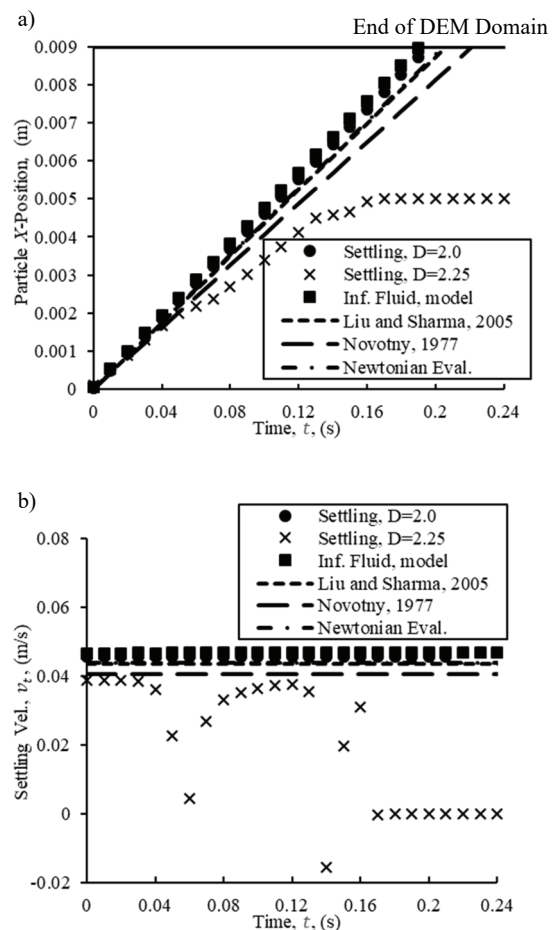 a)
End of DEM Domain
0.009
0.008
0.007
0.006
0.005
0.004
0.003
0.002
0.001
0
Particle X-Position, (m)
Settling, D=2.0
Settling, D=2.25
Inf. Fluid, model
Liu and Sharma, 2005
Novotny, 1977
Newtonian Eval.
0 0.04 0.08 0.12 0.16 0.2 0.24
Time, t, (s)
b)
Settling, D=2.0
Settling, D=2.25
Inf. Fluid, model
Liu and Sharma, 2005
Novotny, 1977
Newtonian Eval.
0.08
0.06
0.04
0.02
0
-0.02
Settling Vel., vt, (m/s)
0 0.04 0.08 0.12 0.16 0.2 0.24
Time, t, (s)